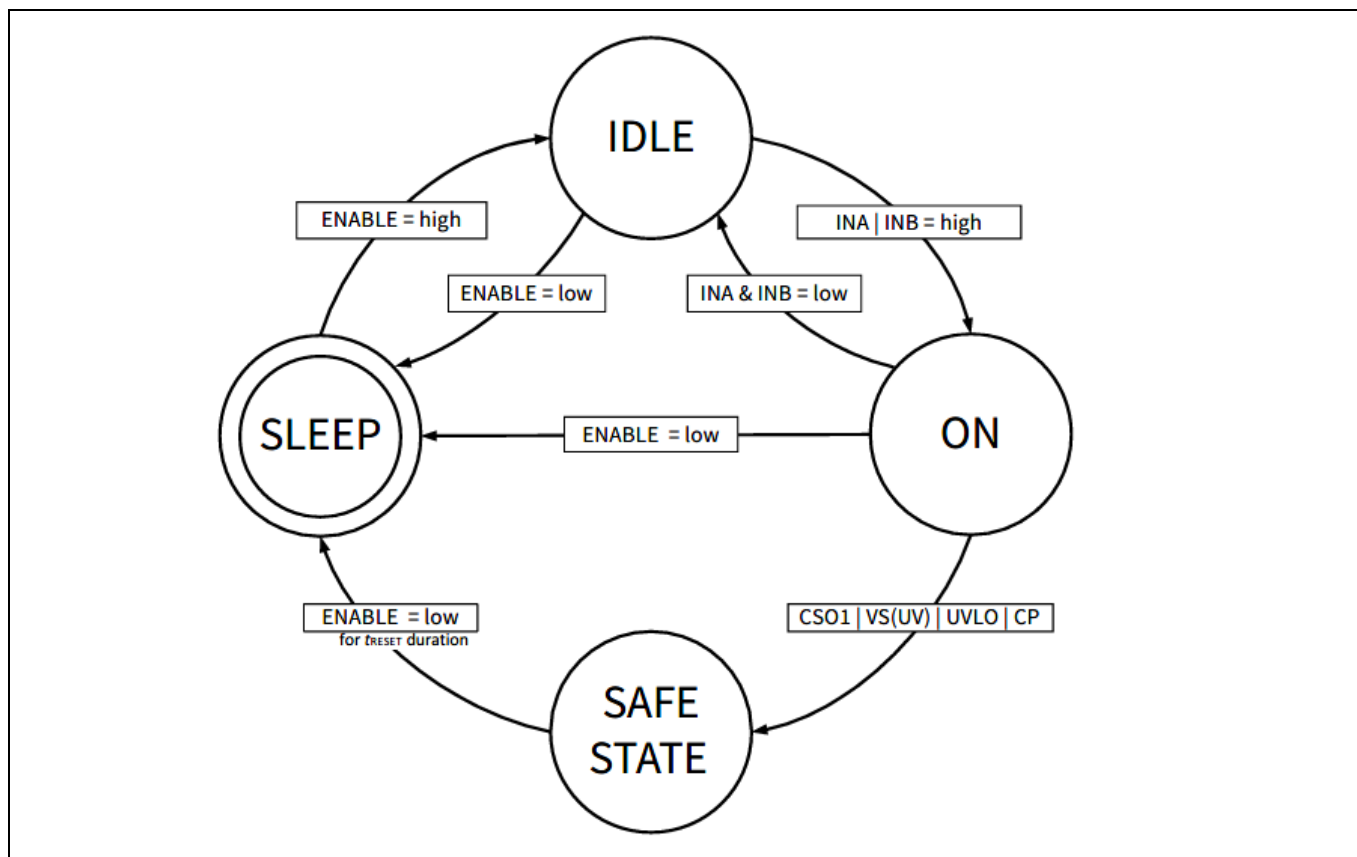 IDLE
ENABLE = high
INA | INB = high
ENABLE = low
INA & INB = low
SLEEP
ENABLE = low
ON
ENABLE = low
for tRESET duration
CSO1 | VS(UV) | UVLO | CP
SAFE
STATE